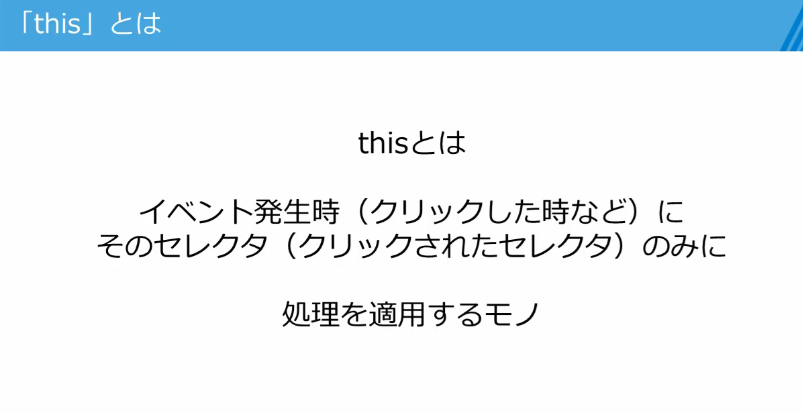 「this」とは
thisとは
イベント発生時（クリックした時など）に
そのセレクタ（クリックされたセレクタ）のみに
処理を適用するモノ